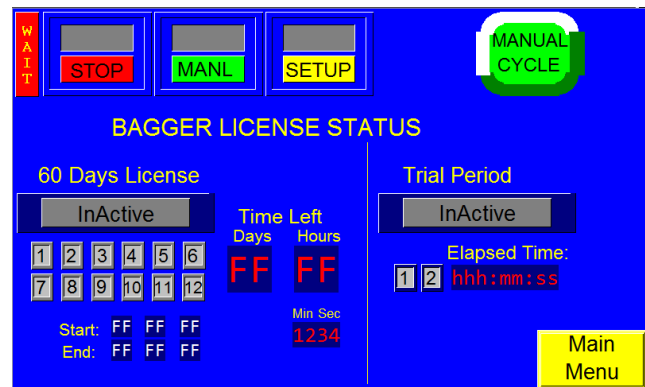 WAIT
STOP
MANL
SETUP
MANUAL
CYCLE
BAGGER LICENSE STATUS
60 Days License
InActive
Time Left
Days Hours
FF FF
1 2 3 4 5 6
7 8 9 10 11 12
Min Sec
1234
Start: FF FF FF
End: FF FF FF
Trial Period
InActive
Elapsed Time:
1 2 hhh:mm:ss
Main
Menu